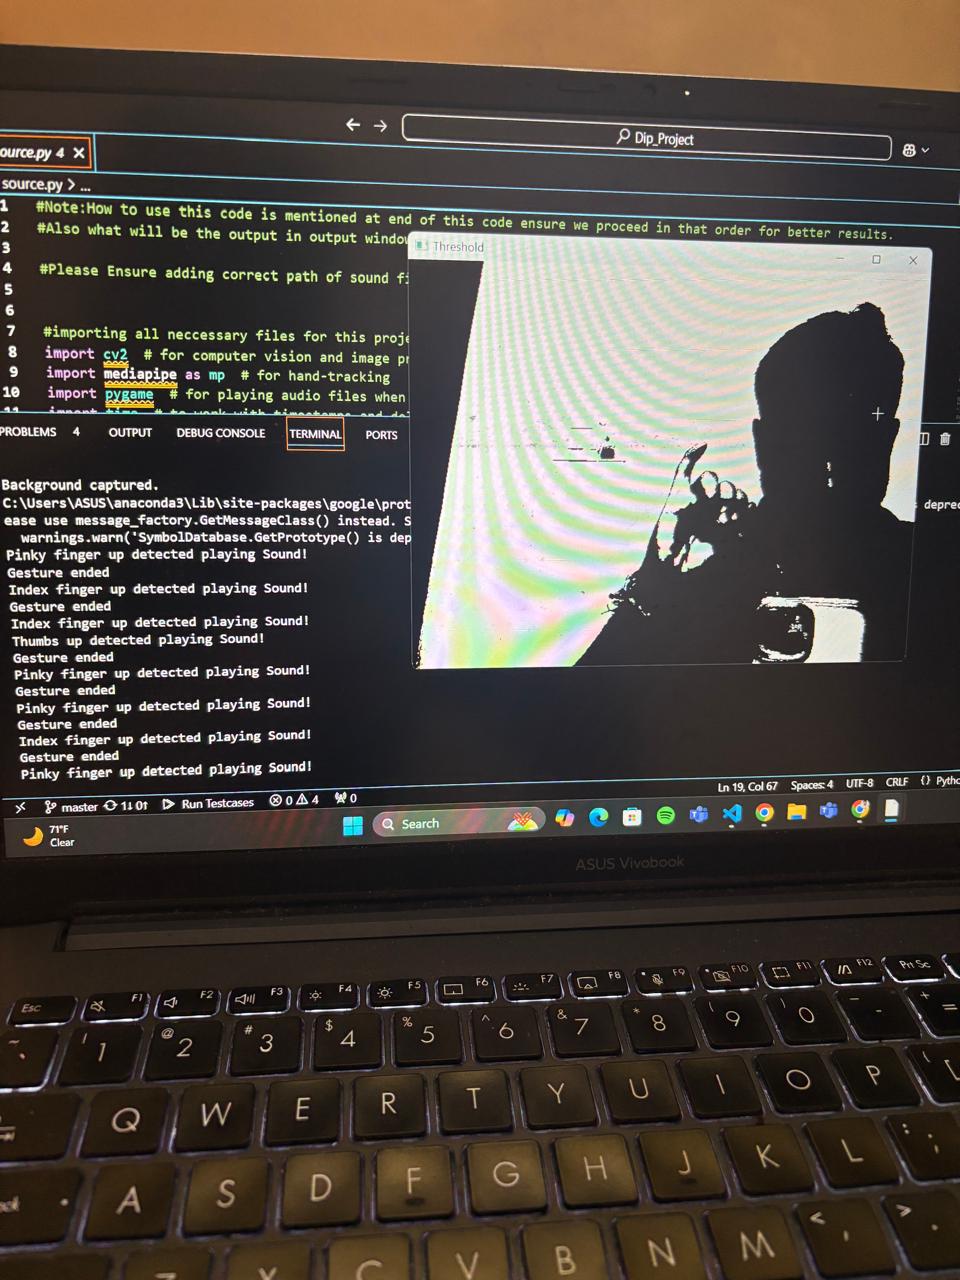 Dip_Project
ource.py 4
source.py > ...
1 #Note:How to use this code is mentioned at end of this code ensure we proceed in that order for better results.
2 #Also what will be the output in output windo
3
4 #Please Ensure adding correct path of sound fi
5
6
7 #importing all neccessary files for this proje
8 import cv2 # for computer vision and image pr
9 import mediapipe as mp # for hand-tracking
10 import pygame # for playing audio files when
Threshold
PROBLEMS 4 OUTPUT DEBUG CONSOLE TERMINAL PORTS
Background captured.
C:\Users\ASUS\anaconda3\Lib\site-packages\google\prot
deprec
ease use message_factory.GetMessageClass() instead. S
warnings.warn('SymbolDatabase.GetPrototype() is dep
Pinky finger up detected playing Sound!
Gesture ended
Index finger up detected playing Sound!
Gesture ended
Index finger up detected playing Sound!
Thumbs up detected playing Sound!
Gesture ended
Pinky finger up detected playing Sound!
Gesture ended
Pinky finger up detected playing Sound!
Gesture ended
Index finger up detected playing Sound!
Gesture ended
Pinky finger up detected playing Sound!
master 1↓ 0↑ Run Testcases 0 4 0
Ln 19, Col 67 Spaces: 4 UTF-8 CRLF {} Pytho
71°F
Clear
Search
ASUS Vivobook
Esc F1 F2 F3 F4 F5 F6 F7 F8 F9 F10 F11 F12 Prt Sc
! 1 @ 2 # 3 $ 4 % 5 ^ 6 & 7 * 8 ( 9 ) 0 - + =
Q W E R T Y U I O P [
A S D F G H J K L : ;
X C V B N M < , > .